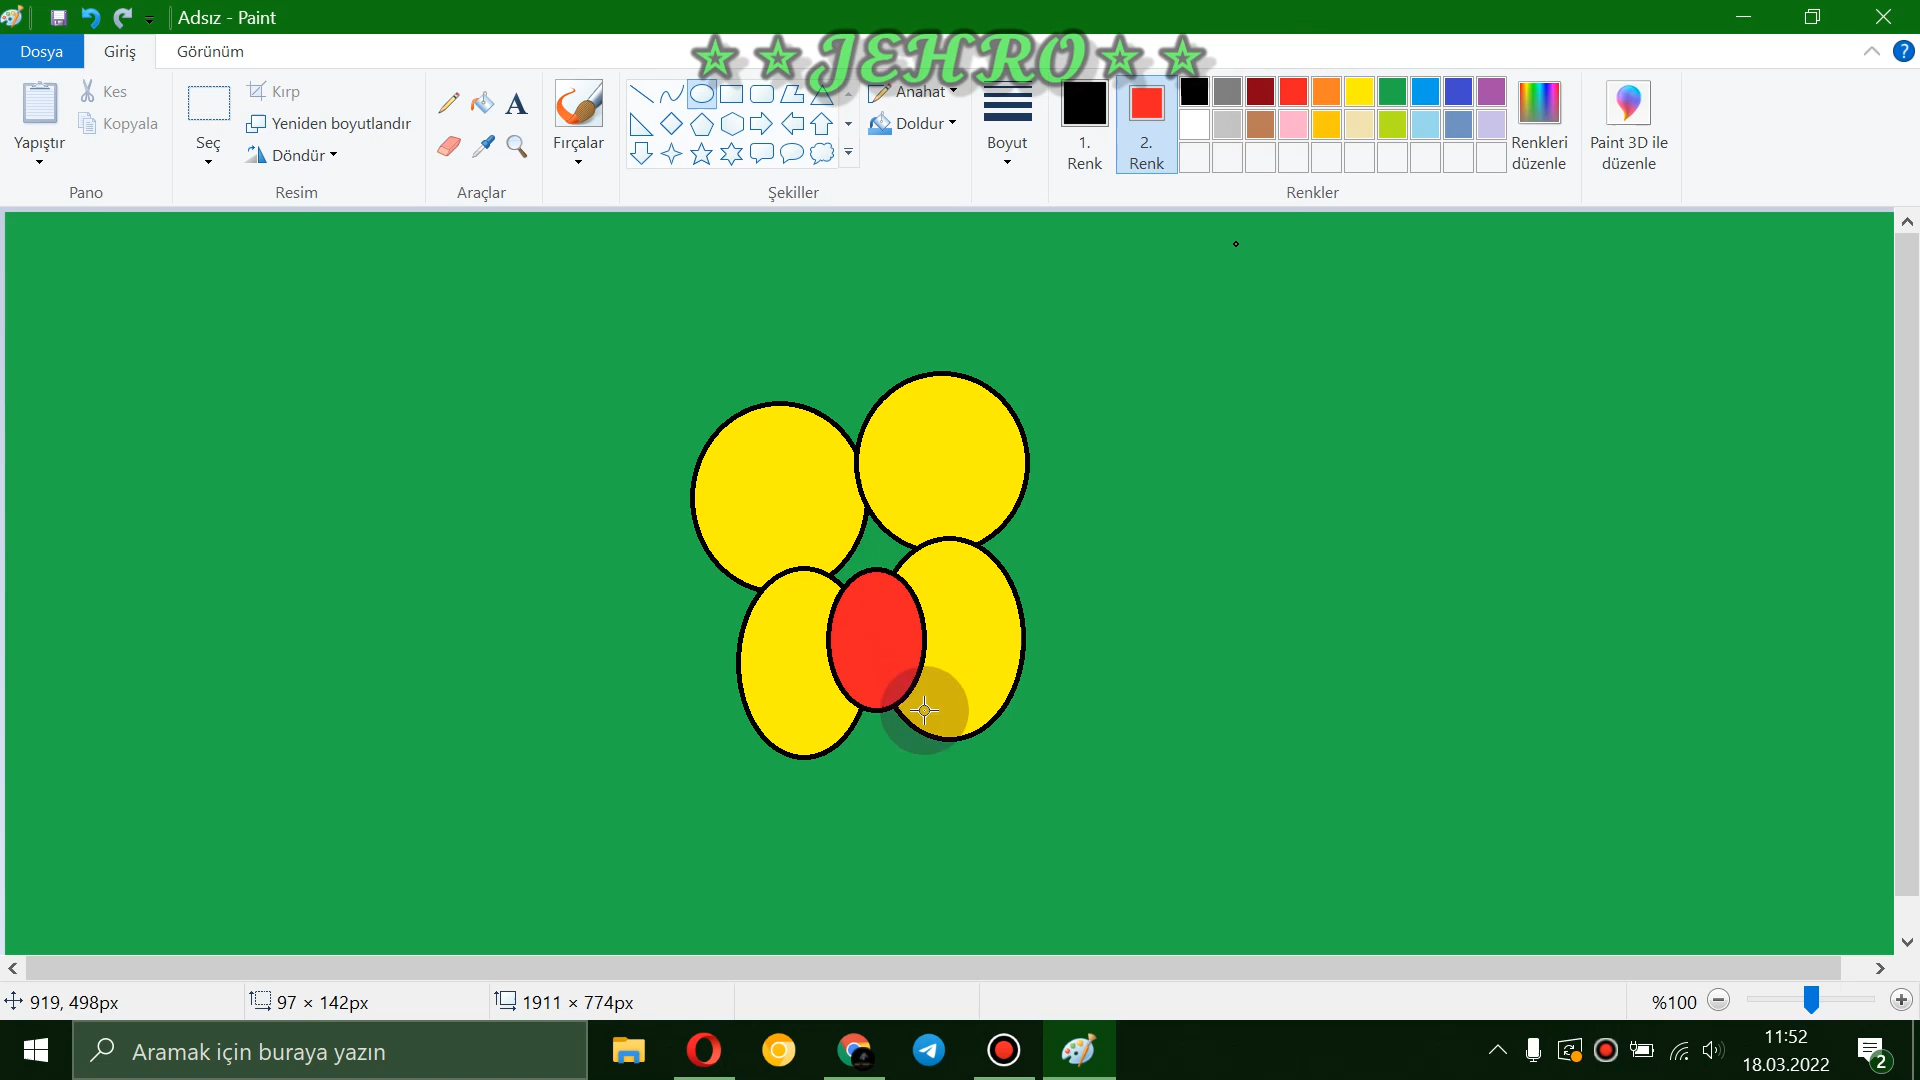 Adsız - Paint
Dosya
Giriş
Görünüm
☆ ☆ JEHRO ☆ ☆
?
Yapıştır
Kes
Kopyala
Pano
Seç
Kırp
Yeniden boyutlandır
Döndür
Resim
A
Araçlar
Fırçalar
Şekiller
Anahat
Doldur
Boyut
1.
Renk
2.
Renk
Renkleri
düzenle
Renkler
Paint 3D ile
düzenle
919, 498px
97 × 142px
1911 × 774px
%100
Aramak için buraya yazın
11:52
18.03.2022
2